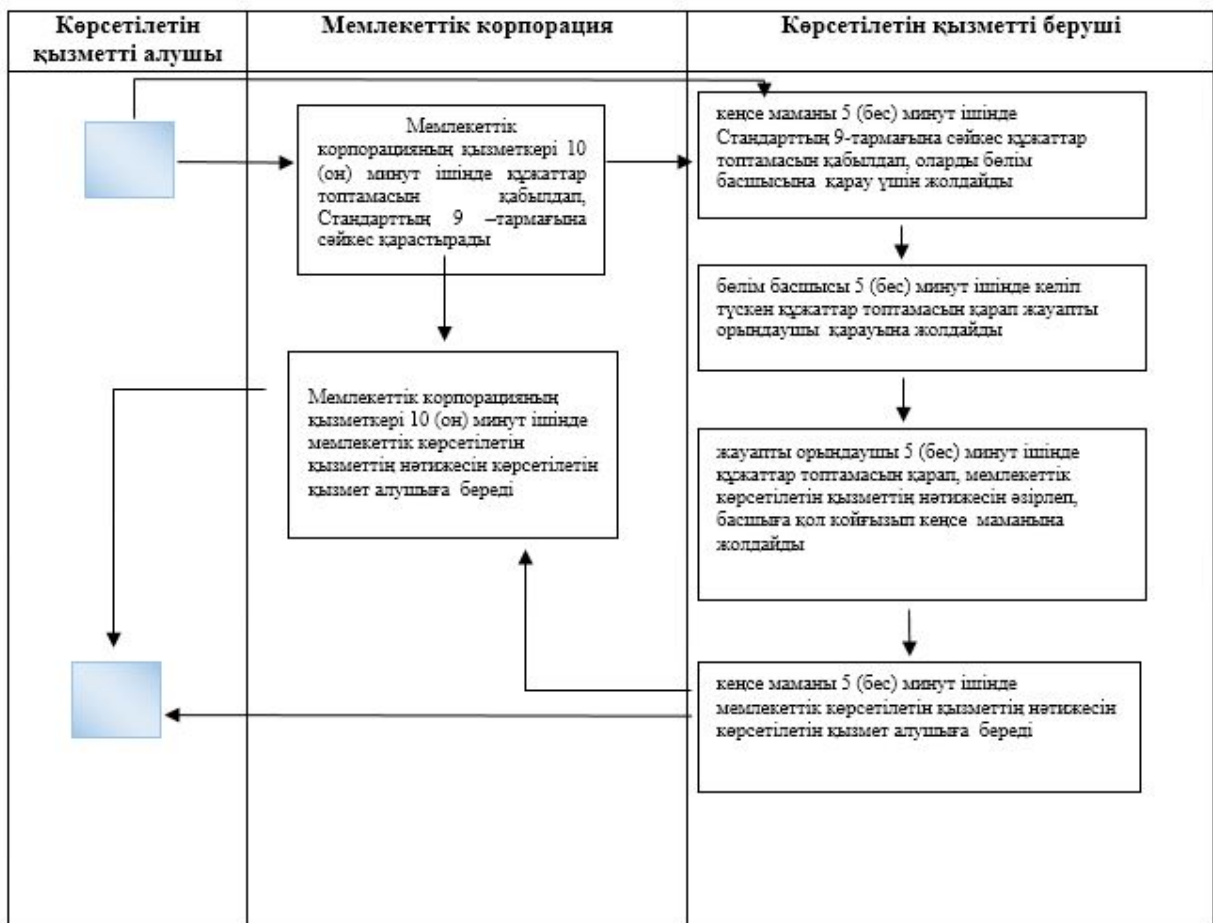 Көрсетілетін
қызметті алушы
Мемлекеттік корпорация
Көрсетілетін қызметті беруші
Мемлекеттік
корпорацияның қызметкері 10
(он) минут ішінде құжаттар
топтамасын қабылдап,
Стандарттың 9 –тармағына
сәйкес қарастырады
Мемлекеттік корпорацияның
қызметкері 10 (он) минут ішінде
мемлекеттік көрсетілетін
қызметтің нәтижесін көрсетілетін
қызмет алушыға береді
кеңсе маманы 5 (бес) минут ішінде
Стандарттың 9-тармағына сәйкес құжаттар
топтамасын қабылдап, оларды бөлім
басшысына қарау үшін жолдайды
бөлім басшысы 5 (бес) минут ішінде келіп
түскен құжаттар топтамасын қарап жауапты
орындаушы қарауына жолдайды
жауапты орындаушы 5 (бес) минут ішінде
құжаттар топтамасын қарап, мемлекеттік
көрсетілетін қызметтің нәтижесін әзірлеп,
басшыға қол қойғызып кеңсе маманына
жолдайды
кеңсе маманы 5 (бес) минут ішінде
мемлекеттік көрсетілетін қызметтің нәтижесін
көрсетілетін қызмет алушыға береді